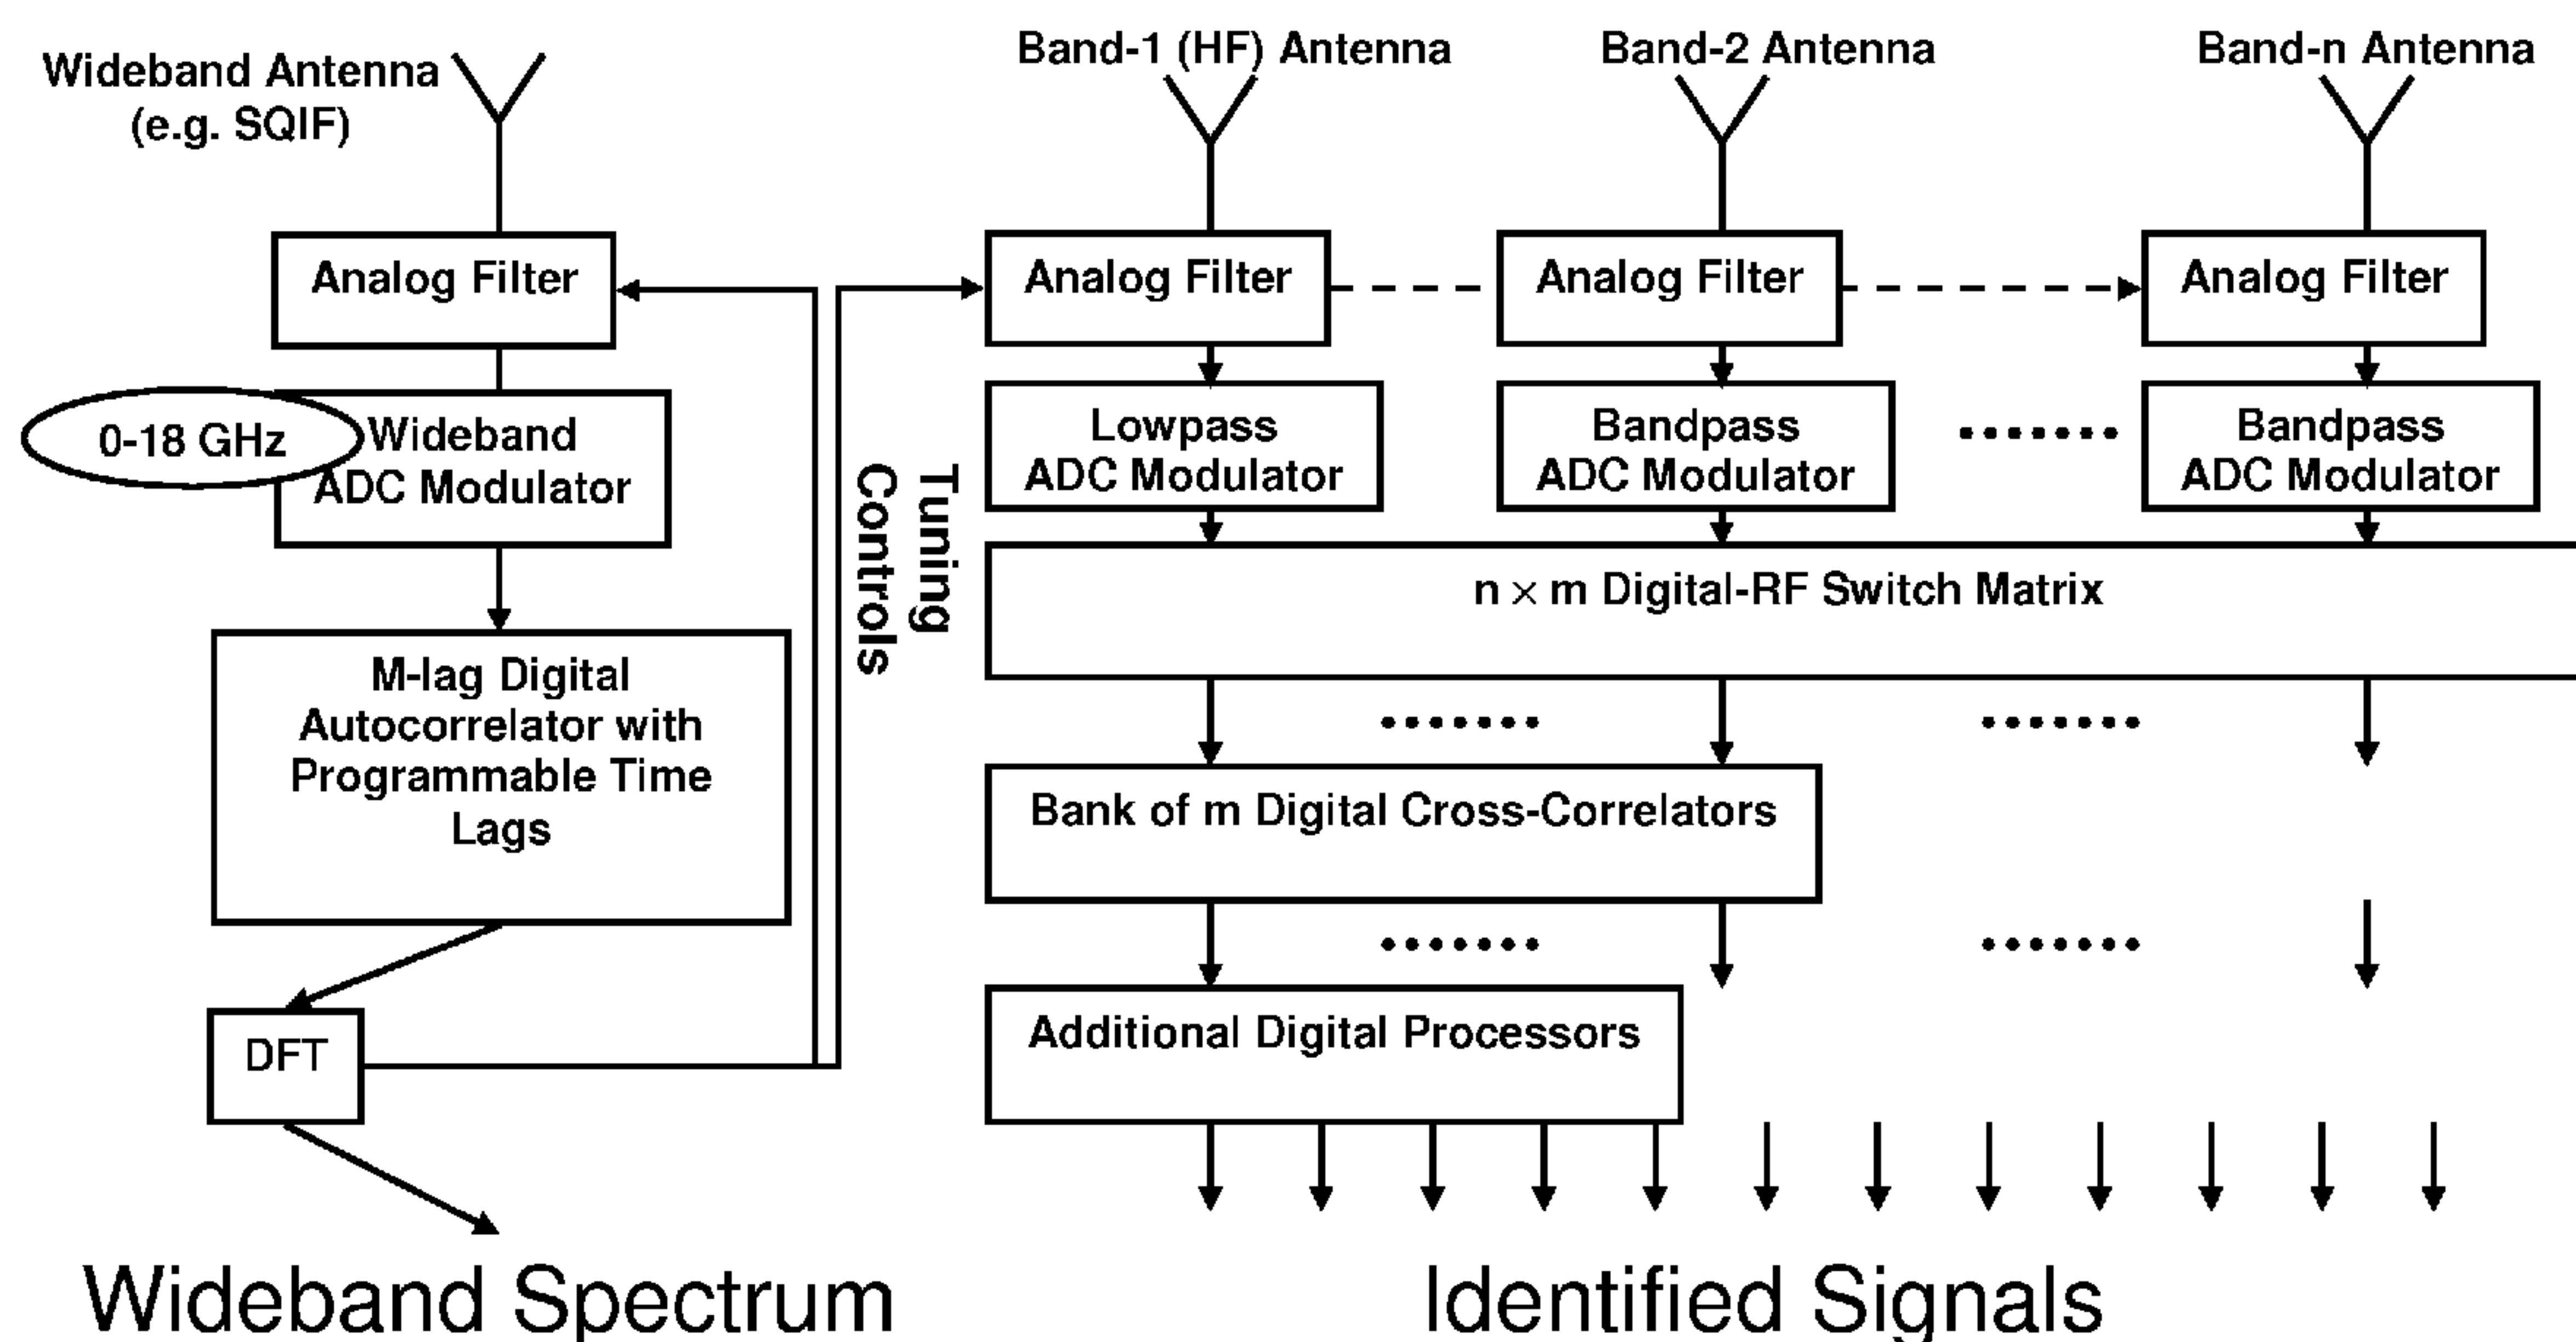 Wideband Antenna
(e.g. SQIF)
Band-1 (HF) Antenna
Band-2 Antenna
Band-n Antenna
Analog Filter
Analog Filter
Analog Filter
Analog Filter
0-18 GHz
Wideband
ADC Modulator
Lowpass
ADC Modulator
Bandpass
ADC Modulator
Bandpass
ADC Modulator
Tuning
Controls
n × m Digital-RF Switch Matrix
M-lag Digital
Autocorrelator with
Programmable Time
Lags
Bank of m Digital Cross-Correlators
DFT
Additional Digital Processors
Wideband Spectrum
Identified Signals